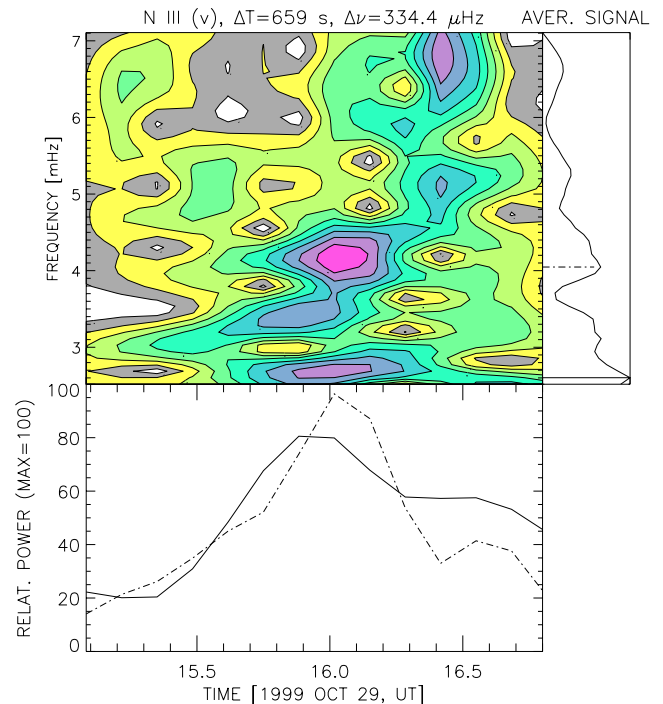 N III (v), ΔT=659 s, Δν=334.4 μHz AVER. SIGNAL
7
6
5
4
3
FREQUENCY [mHz]
100
80
60
40
20
0
RELAT. POWER (MAX=100)
15.5 16.0 16.5
TIME [1999 OCT 29, UT]